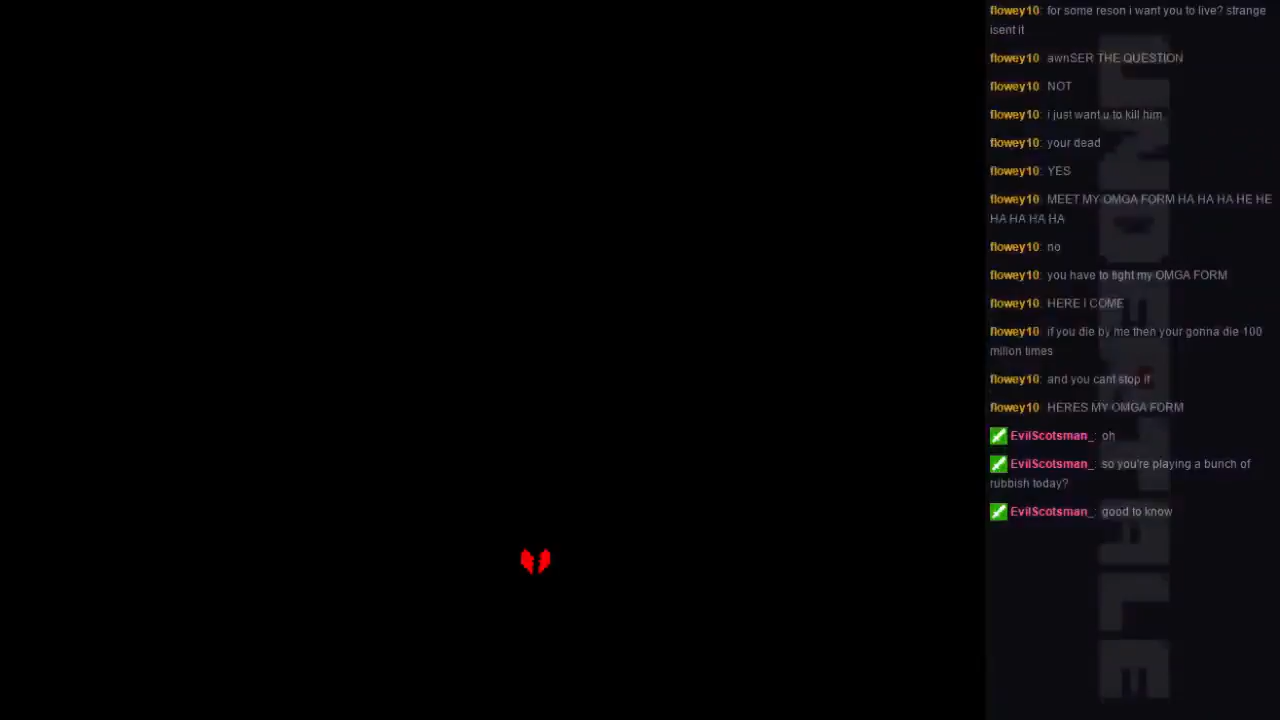 flowey10: for some reson i want you to live? strange
isent it
flowey10: awnSER THE QUESTION
flowey10: NOT
flowey10: i just want u to kill him
flowey10: your dead
flowey10: YES
flowey10: MEET MY OMGA FORM HA HA HA HE HE
HA HA HA HA
flowey10: no
flowey10: you have to tight my OMGA FORM
flowey10: HERE I COME
flowey10: if you die by me then your gonna die 100
millon times
flowey10: and you cant stop it
flowey10: HERES MY OMGA FORM
EvilScotsman_: oh
EvilScotsman_: so you're playing a bunch of
rubbish today?
EvilScotsman_: good to know
UNDERTALE